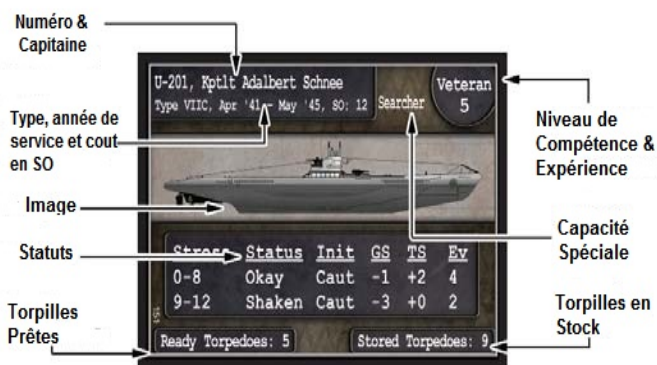 Numéro &
Capitaine
U-201, Kptlt Adalbert Schnee
Type VIIC, Apr '41 - May '45, SO: 12
Searcher
Veteran
5
Type, année de
service et cout
en SO
Niveau de
Compétence &
Expérience
Image
Statuts
Capacité
Spéciale
Stress Status Init GS TS Ev
0-8 Okay Caut -1 +2 4
9-12 Shaken Caut -3 +0 2
Torpilles
Prêtes
Torpilles en
Stock
151
Ready Torpedoes: 5
Stored Torpedoes: 9